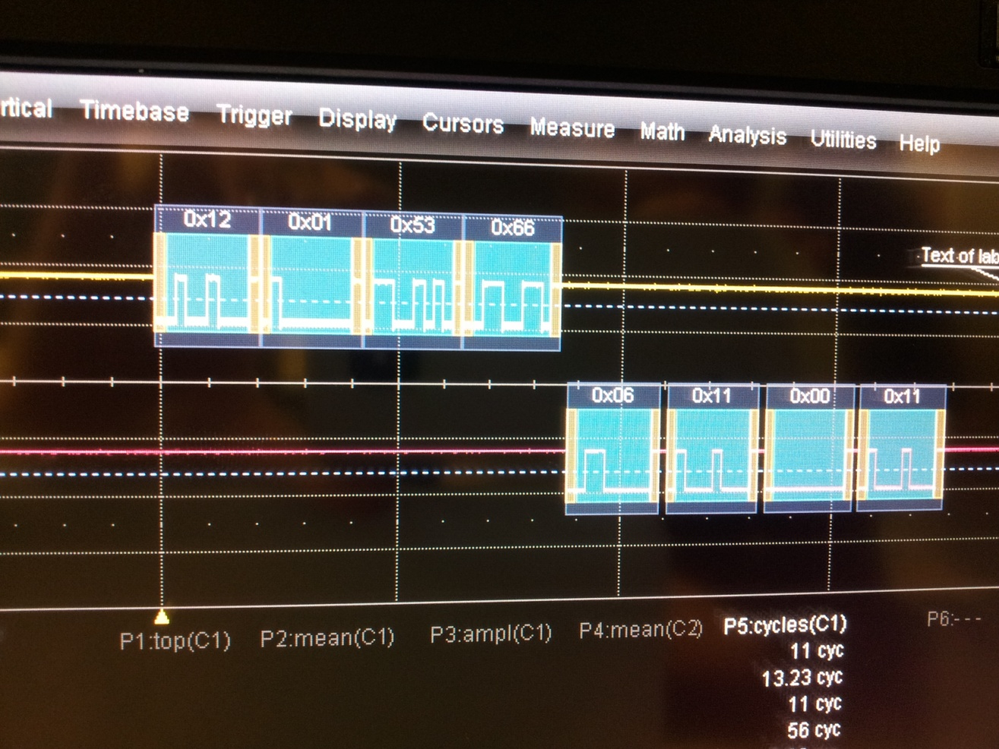 rtical Timebase Trigger Display Cursors Measure Math Analysis Utilities Help
0x12 0x01 0x53 0x66
Text of lab
0x06 0x11 0x00 0x11
P1:top(C1) P2:mean(C1) P3:ampl(C1) P4:mean(C2) P5:cycles(C1) P6:---
11 cyc
13.23 cyc
11 cyc
56 cyc